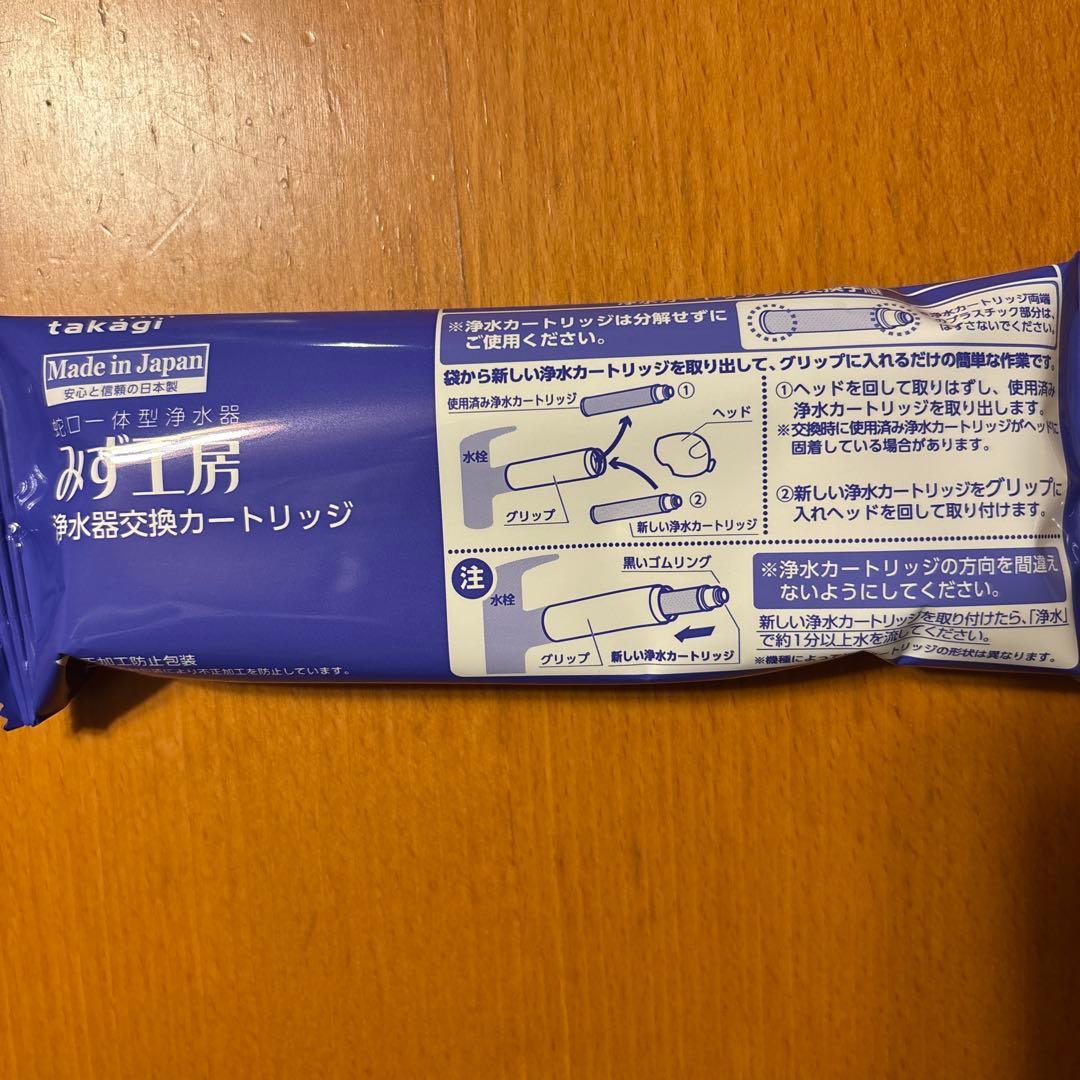 takagi
Made in Japan
安心と信頼の日本製
蛇口一体型浄水器
みず工房
浄水器交換カートリッジ
加工防止包装
より不正加工を防止しています。
※浄水カートリッジは分解せずに
ご使用ください。
浄水カートリッジ両端
プラスチック部分は、
はずさないでください。
袋から新しい浄水カートリッジを取り出して、グリップに入れるだけの簡単な作業です。
使用済み浄水カートリッジ
①
ヘッド
水栓
グリップ
②
新しい浄水カートリッジ
①ヘッドを回して取りはずし、使用済み
浄水カートリッジを取り出します。
※交換時に使用済み浄水カートリッジがヘッドに
固着している場合があります。
②新しい浄水カートリッジをグリップに
入れヘッドを回して取り付けます。
注
黒いゴムリング
水栓
グリップ
新しい浄水カートリッジ
※浄水カートリッジの方向を間違え
ないようにしてください。
新しい浄水カートリッジを取り付けたら、「浄水」
で約1分以上水を流してください。
※機種によって カートリッジの形状は異なります。